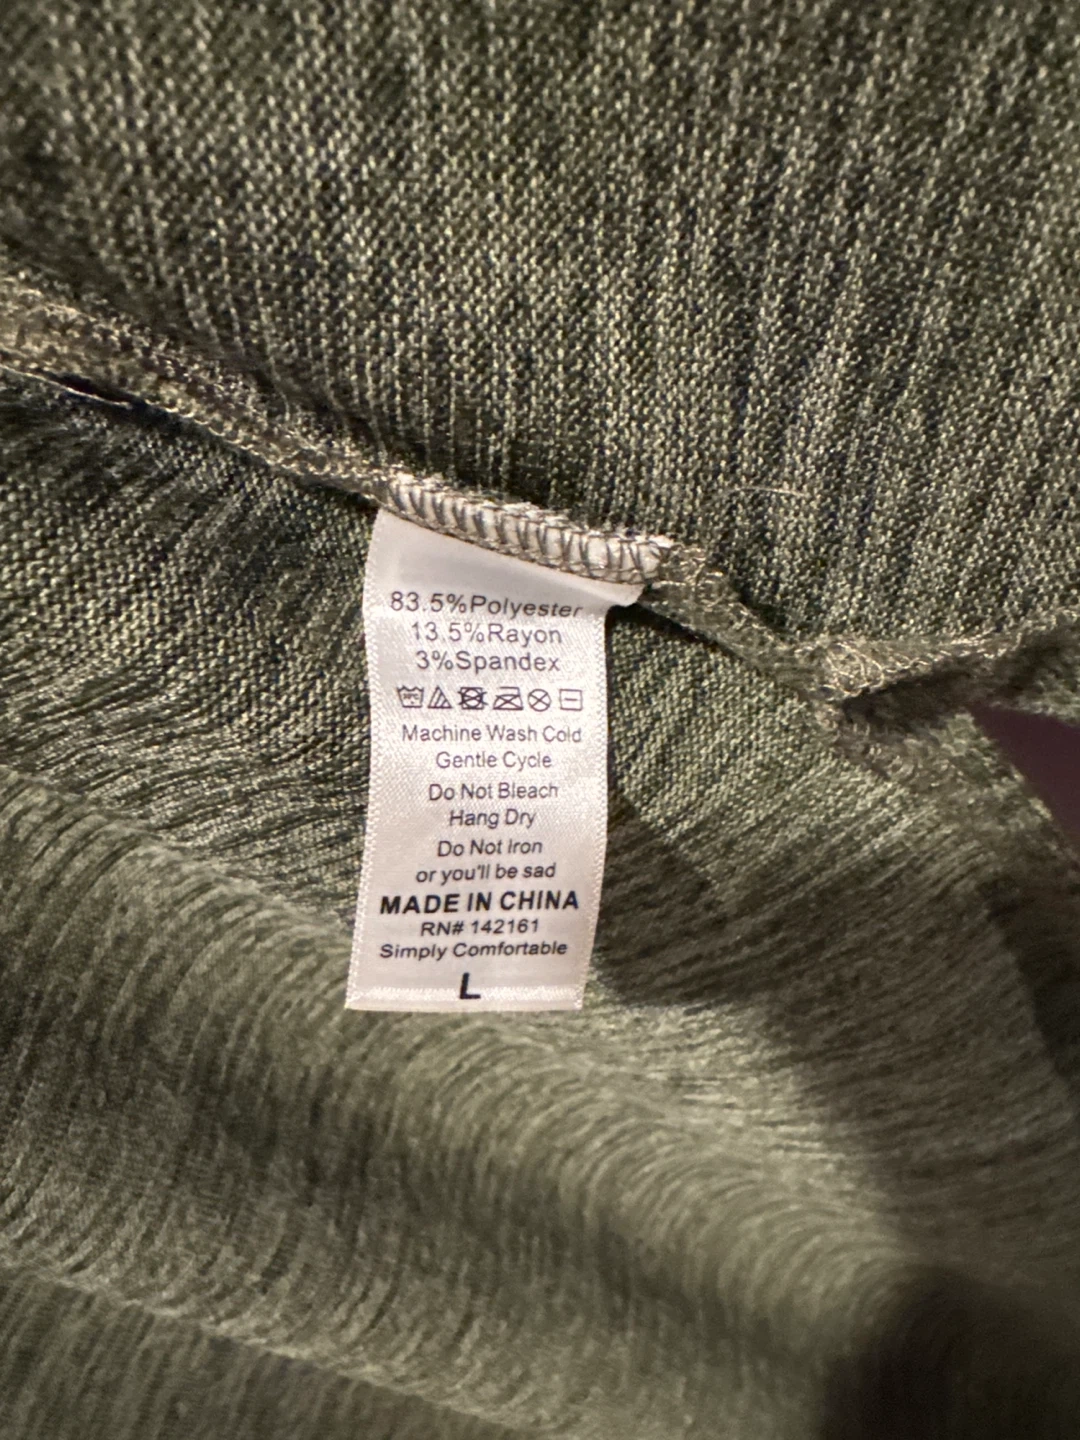 83.5%Polyester
13.5%Rayon
3%Spandex
Machine Wash Cold
Gentle Cycle
Do Not Bleach
Hang Dry
Do Not Iron
or you'll be sad
MADE IN CHINA
RN# 142161
Simply Comfortable
L